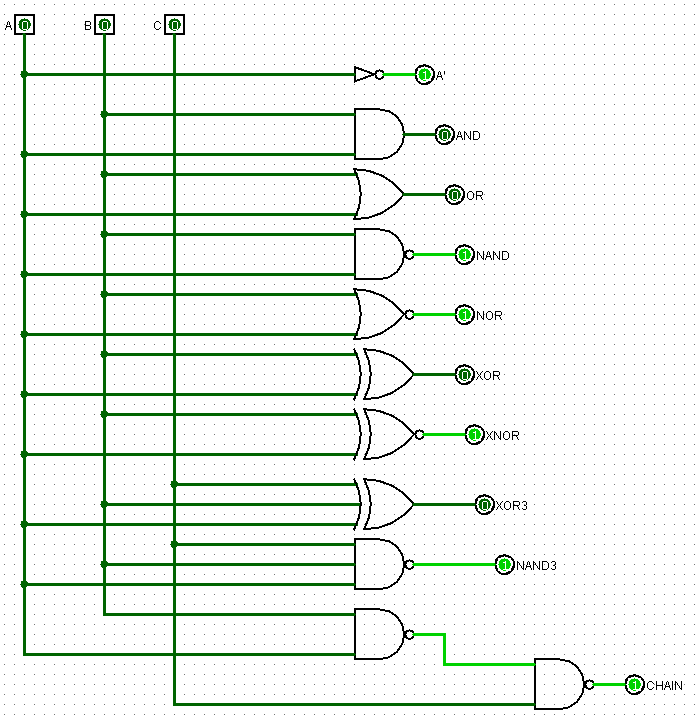 A 0 B 0 C 0
1 A'
0 AND
0 OR
1 NAND
1 NOR
0 XOR
1 XNOR
0 XOR3
1 NAND3
1 CHAIN